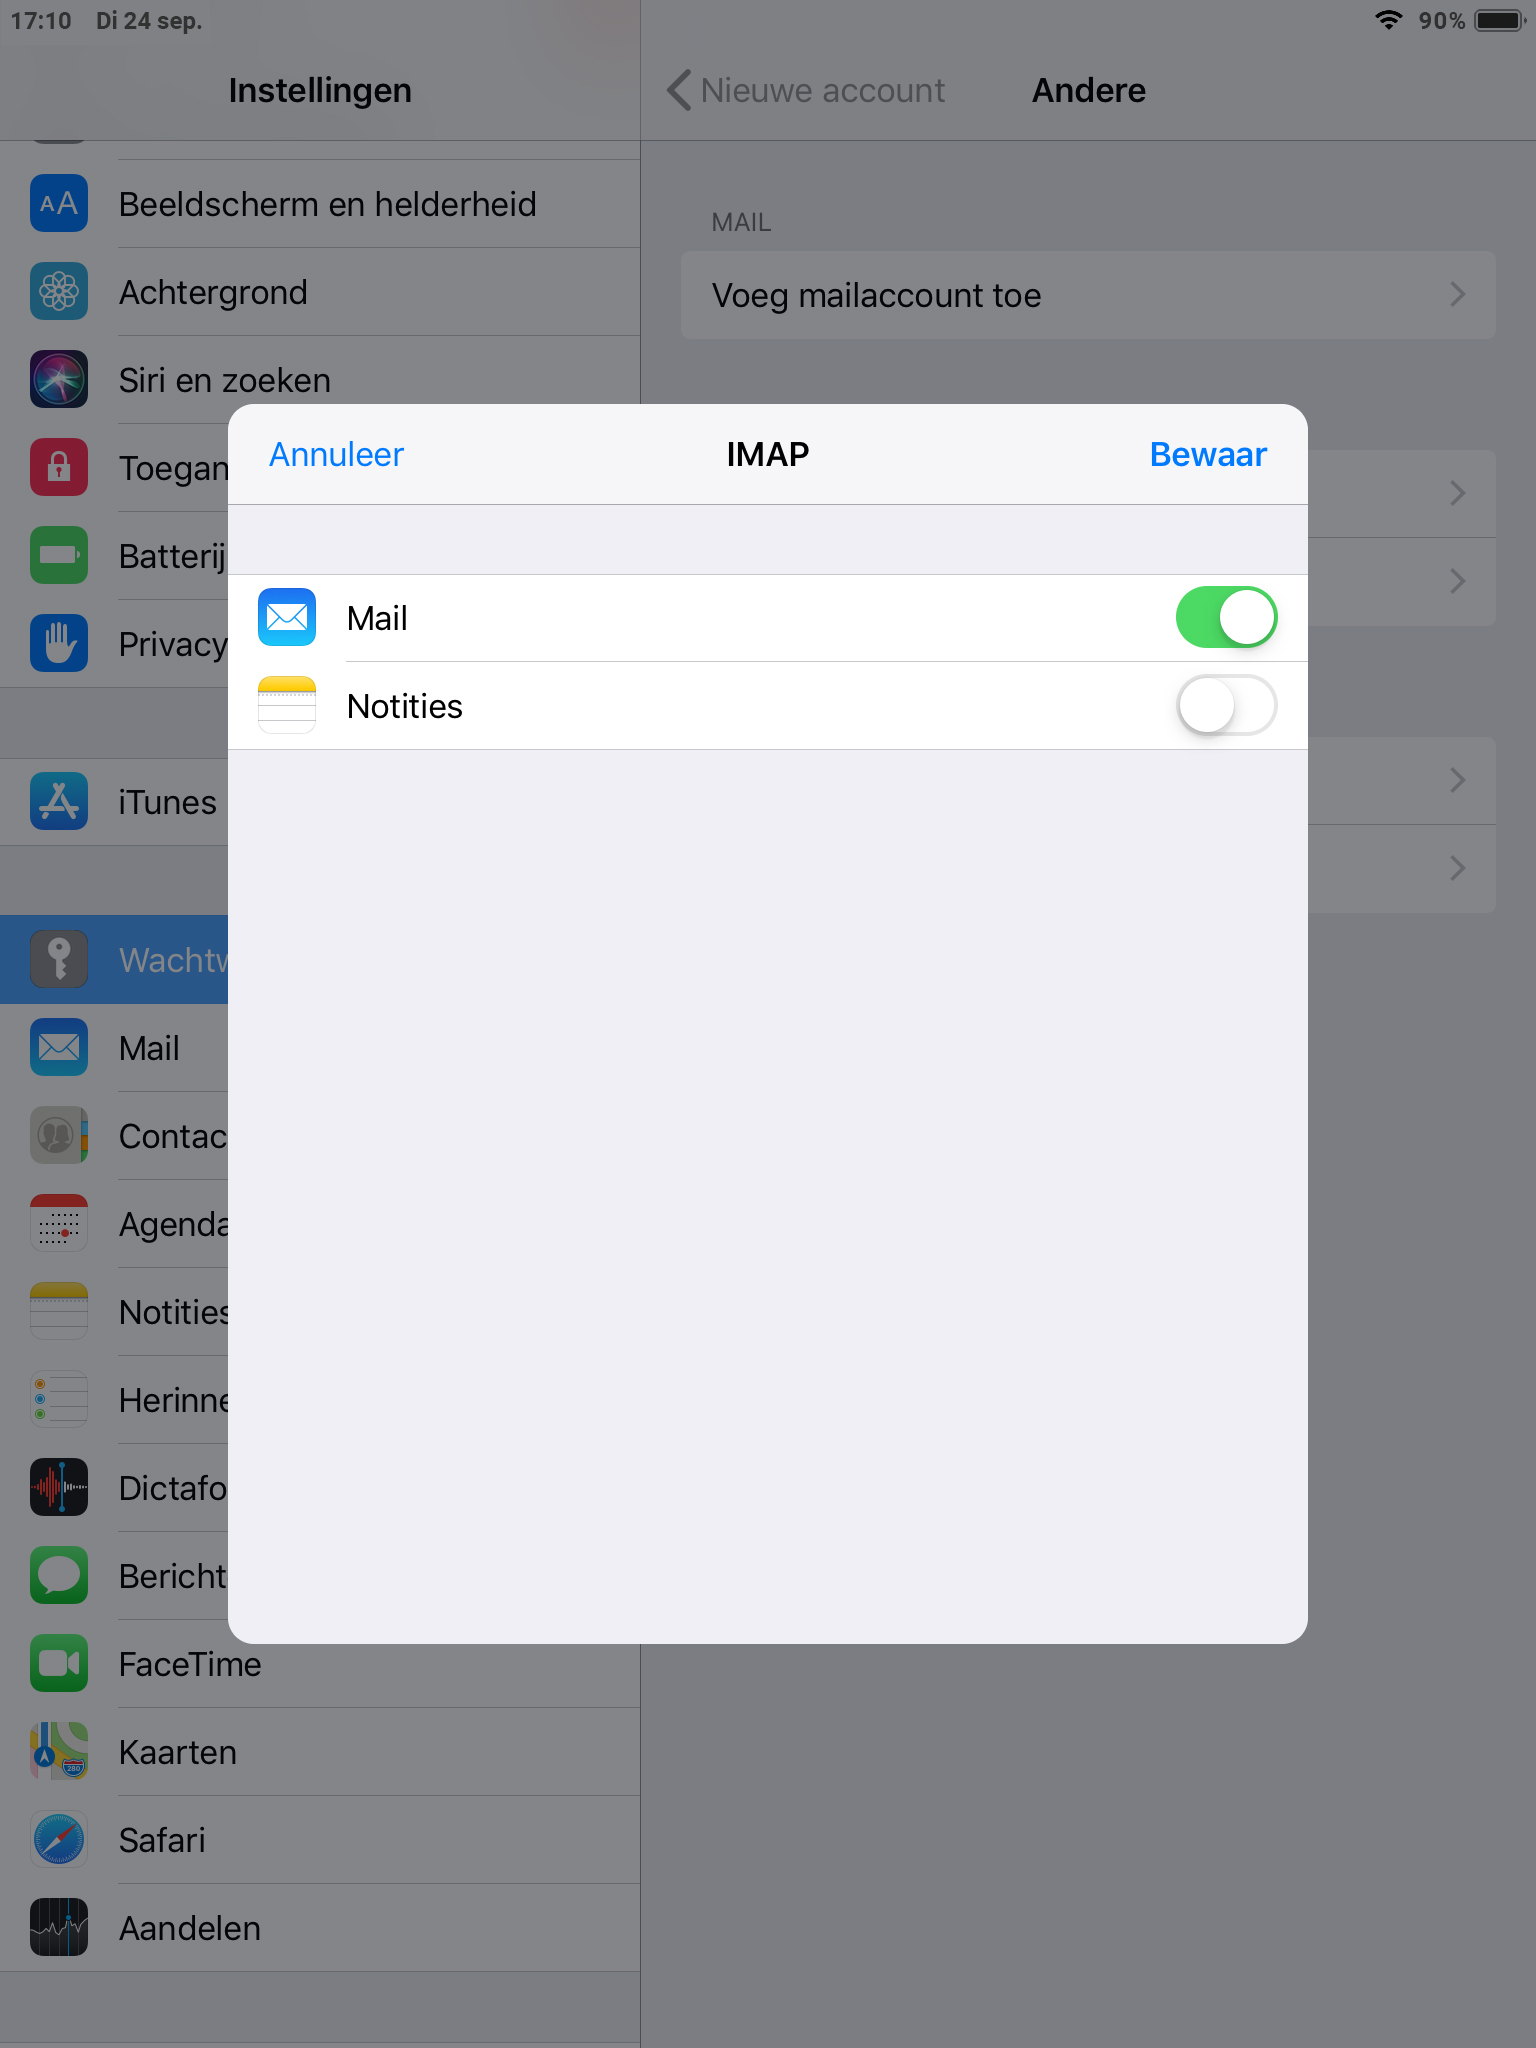 17:10 Di 24 sep.
90%
Instellingen
Nieuwe account
Andere
AA
Beeldscherm en helderheid
Achtergrond
Siri en zoeken
Toegan
Batterij
Privacy
iTunes
Wachtw
Mail
Contac
Agenda
Notities
Herinne
Dictafo
Bericht
FaceTime
280
Kaarten
Safari
Aandelen
MAIL
Voeg mailaccount toe
Annuleer
IMAP
Bewaar
Mail
Notities